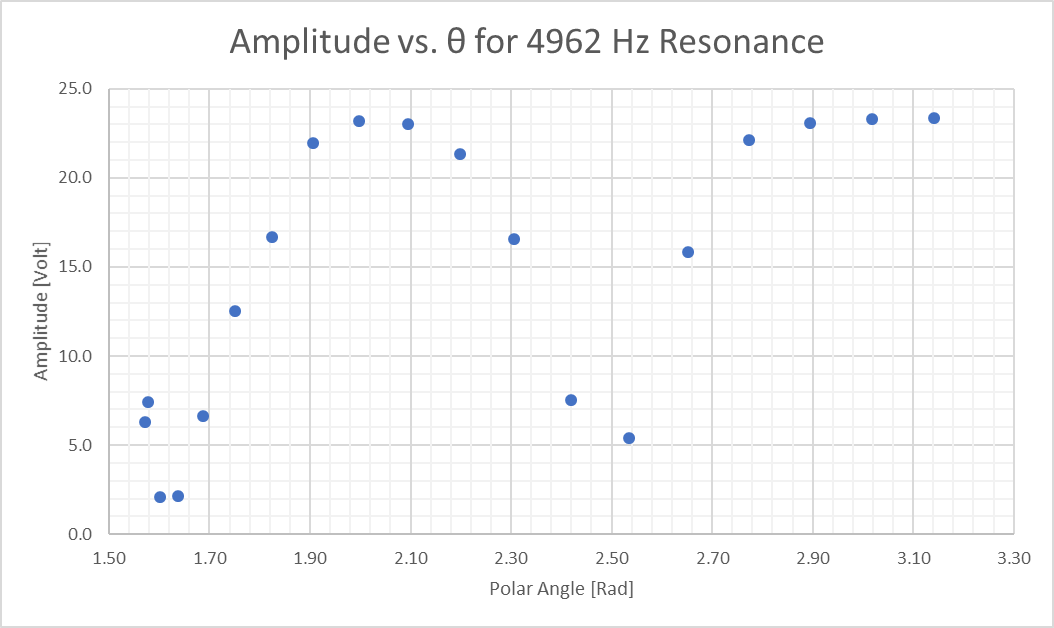 Amplitude vs. θ for 4962 Hz Resonance
25.0
20.0
15.0
10.0
5.0
0.0
Amplitude [Volt]
1.50 1.70 1.90 2.10 2.30 2.50 2.70 2.90 3.10 3.30
Polar Angle [Rad]